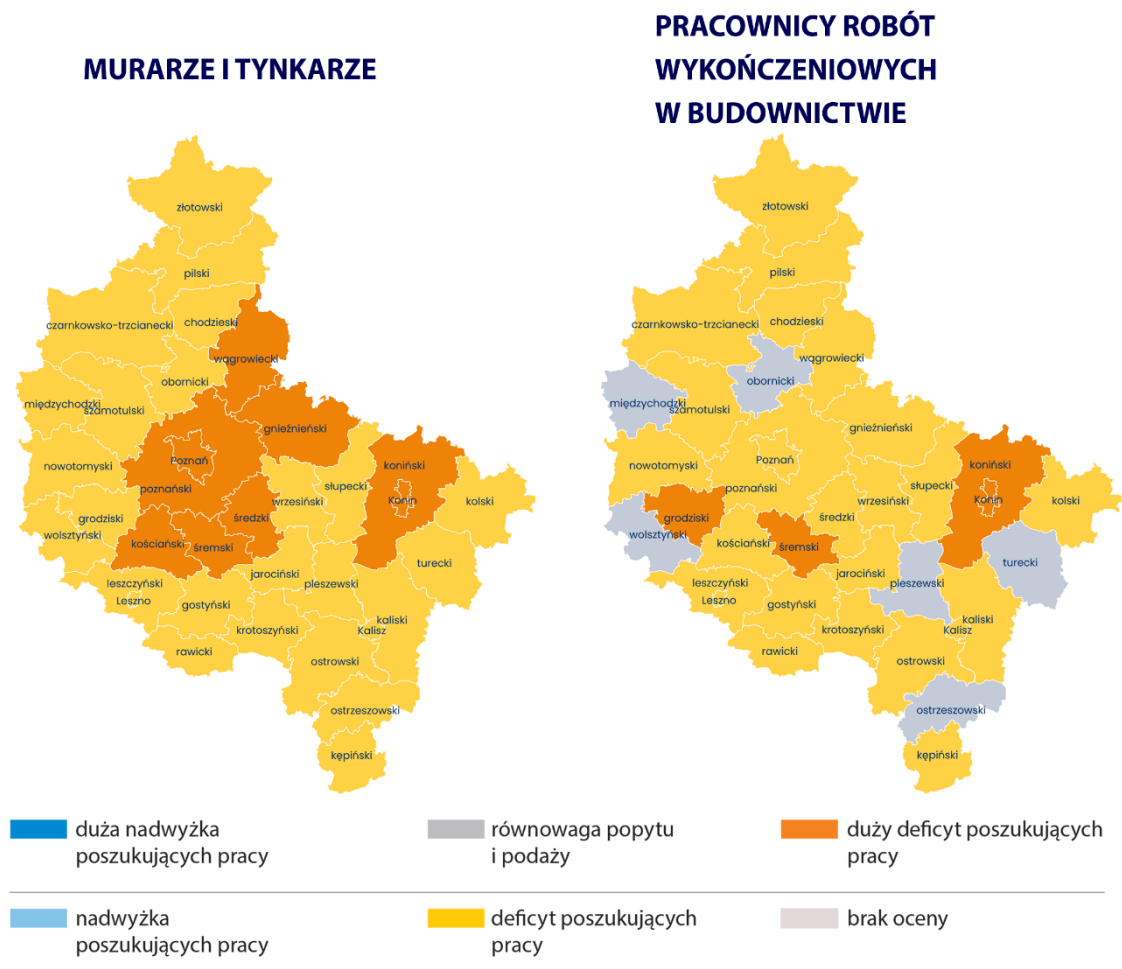 MURARZE I TYNKARZE
PRACOWNICY ROBÓT
WYKOŃCZENIOWYCH
W BUDOWNICTWIE
złotowski
pilski
czarnkowsko-trzcianecki
chodzieski
wągrowiecki
obornicki
międzychodzki
szamotulski
gnieźnieński
nowotomyski
Poznań
poznański
koniński
słupecki
Konin
wrzesiński
kolski
grodziski
średzki
wolsztyński
kościański
śremski
turecki
jarociński
leszczyński
pleszewski
Leszno
gostyński
kaliski
krotoszyński
Kalisz
rawicki
ostrowski
ostrzeszowski
kępiński
złotowski
pilski
czarnkowsko-trzcianecki
chodzieski
wągrowiecki
obornicki
międzychodzki
szamotulski
gnieźnieński
nowotomyski
Poznań
koniński
poznański
słupecki
wrzesiński
Konin
kolski
grodziski
średzki
wolsztyński
kościański
śremski
turecki
jarociński
leszczyński
pleszewski
Leszno
gostyński
kaliski
krotoszyński
Kalisz
rawicki
ostrowski
ostrzeszowski
kępiński
duża nadwyżka
poszukujących pracy
równowaga popytu
i podaży
duży deficyt poszukujących
pracy
nadwyżka
poszukujących pracy
deficyt poszukujących
pracy
brak oceny